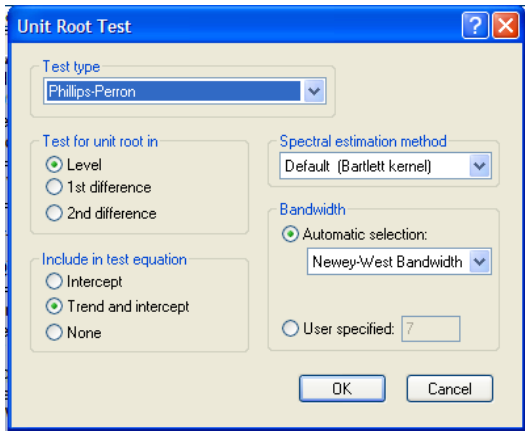 Unit Root Test
Test type
Phillips-Perron
Test for unit root in
Level
1st difference
2nd difference
Include in test equation
Intercept
Trend and intercept
None
Spectral estimation method
Default (Bartlett kernel)
Bandwidth
Automatic selection:
Newey-West Bandwidth
User specified: 7
OK Cancel